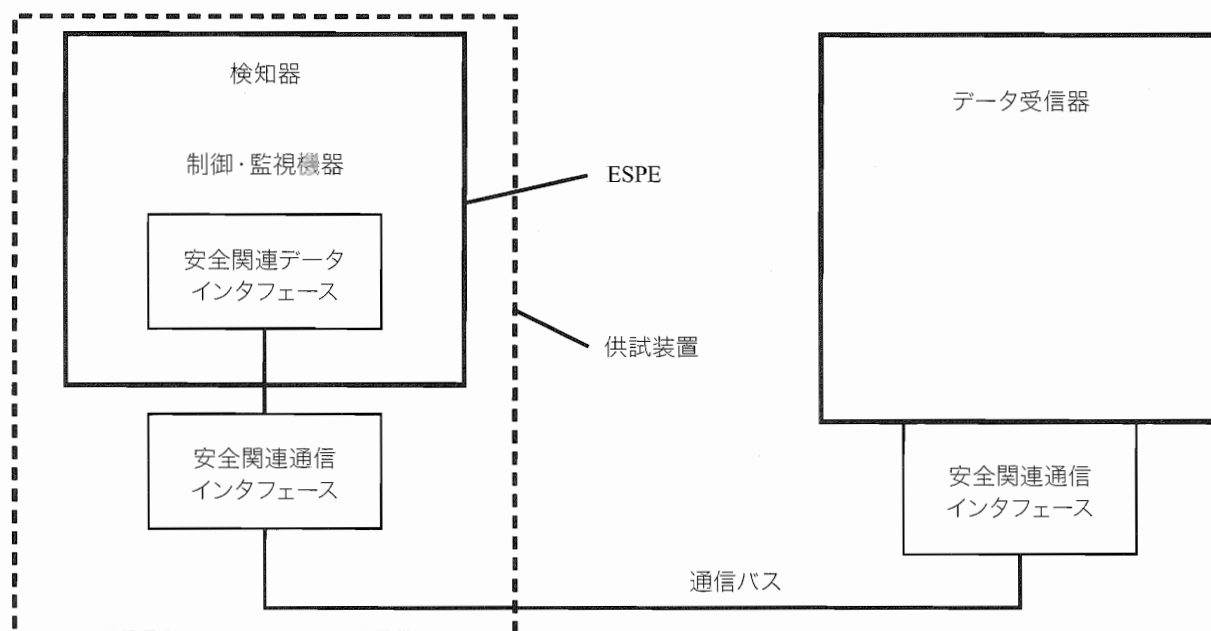 検知器
制御・監視機器
安全関連データ
インタフェース
安全関連通信
インタフェース
ESPE
供試装置
データ受信器
安全関連通信
インタフェース
通信バス